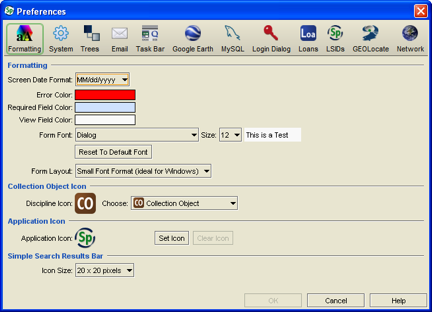 Preferences
Formatting System Trees Email Task Bar Google Earth MySQL Login Dialog Loans LSIDs GEOLocate Network
Formatting
Screen Date Format: MM/dd/yyyy
Error Color:
Required Field Color:
View Field Color:
Form Font: Dialog Size: 12 This is a Test
Reset To Default Font
Form Layout: Small Font Format (ideal for Windows)
Collection Object Icon
Discipline Icon: CO Choose: CO Collection Object
Application Icon
Application Icon: Sp Set Icon Clear Icon
Simple Search Results Bar
Icon Size: 20 x 20 pixels
OK Cancel Help